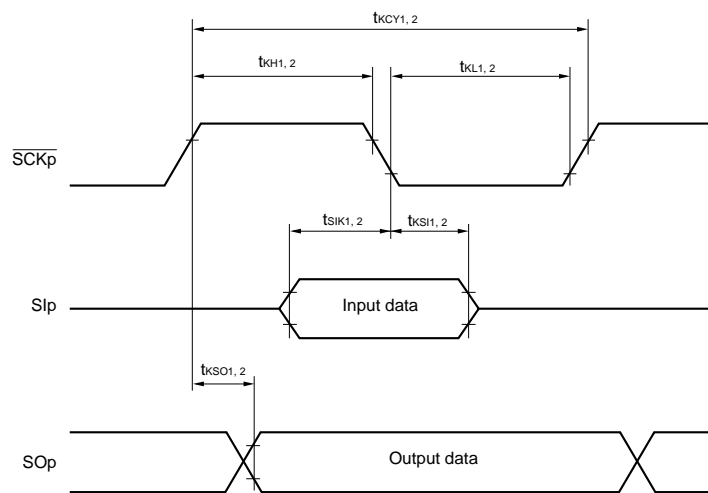 tKCY1, 2
tKH1, 2
tKL1, 2
SCKp
tSIK1, 2
tKSI1, 2
SIp
Input data
tKSO1, 2
SOp
Output data